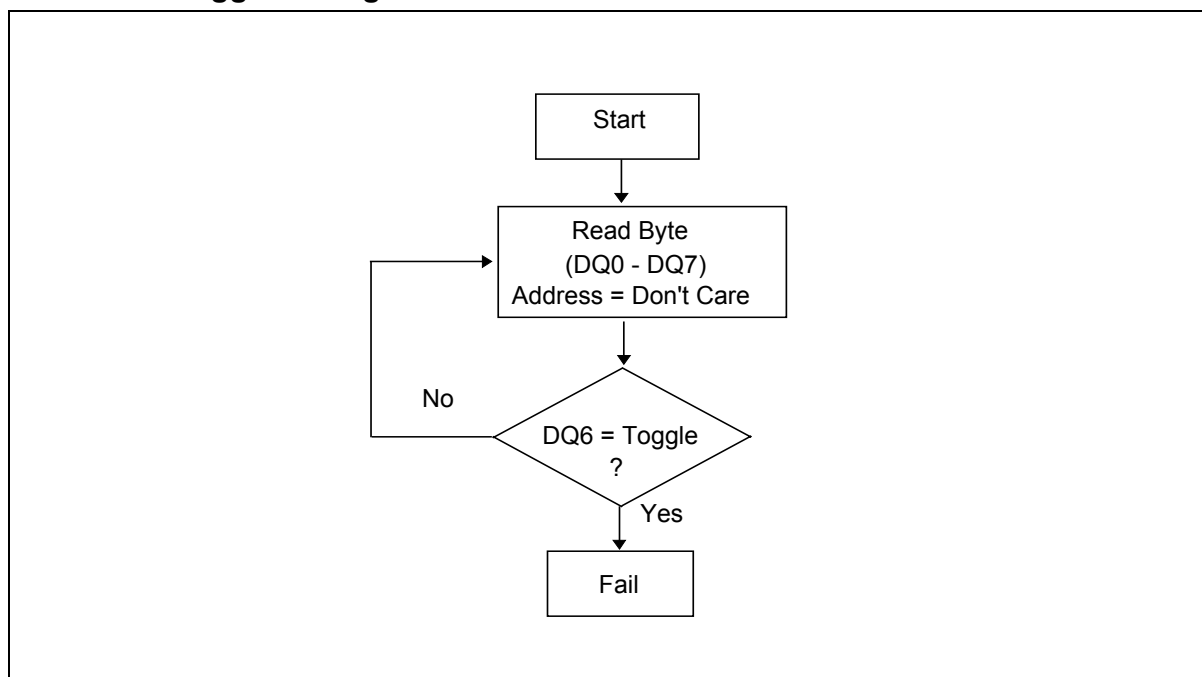 Start
Read Byte
(DQ0 - DQ7)
Address = Don't Care
No
DQ6 = Toggle
?
Yes
Fail